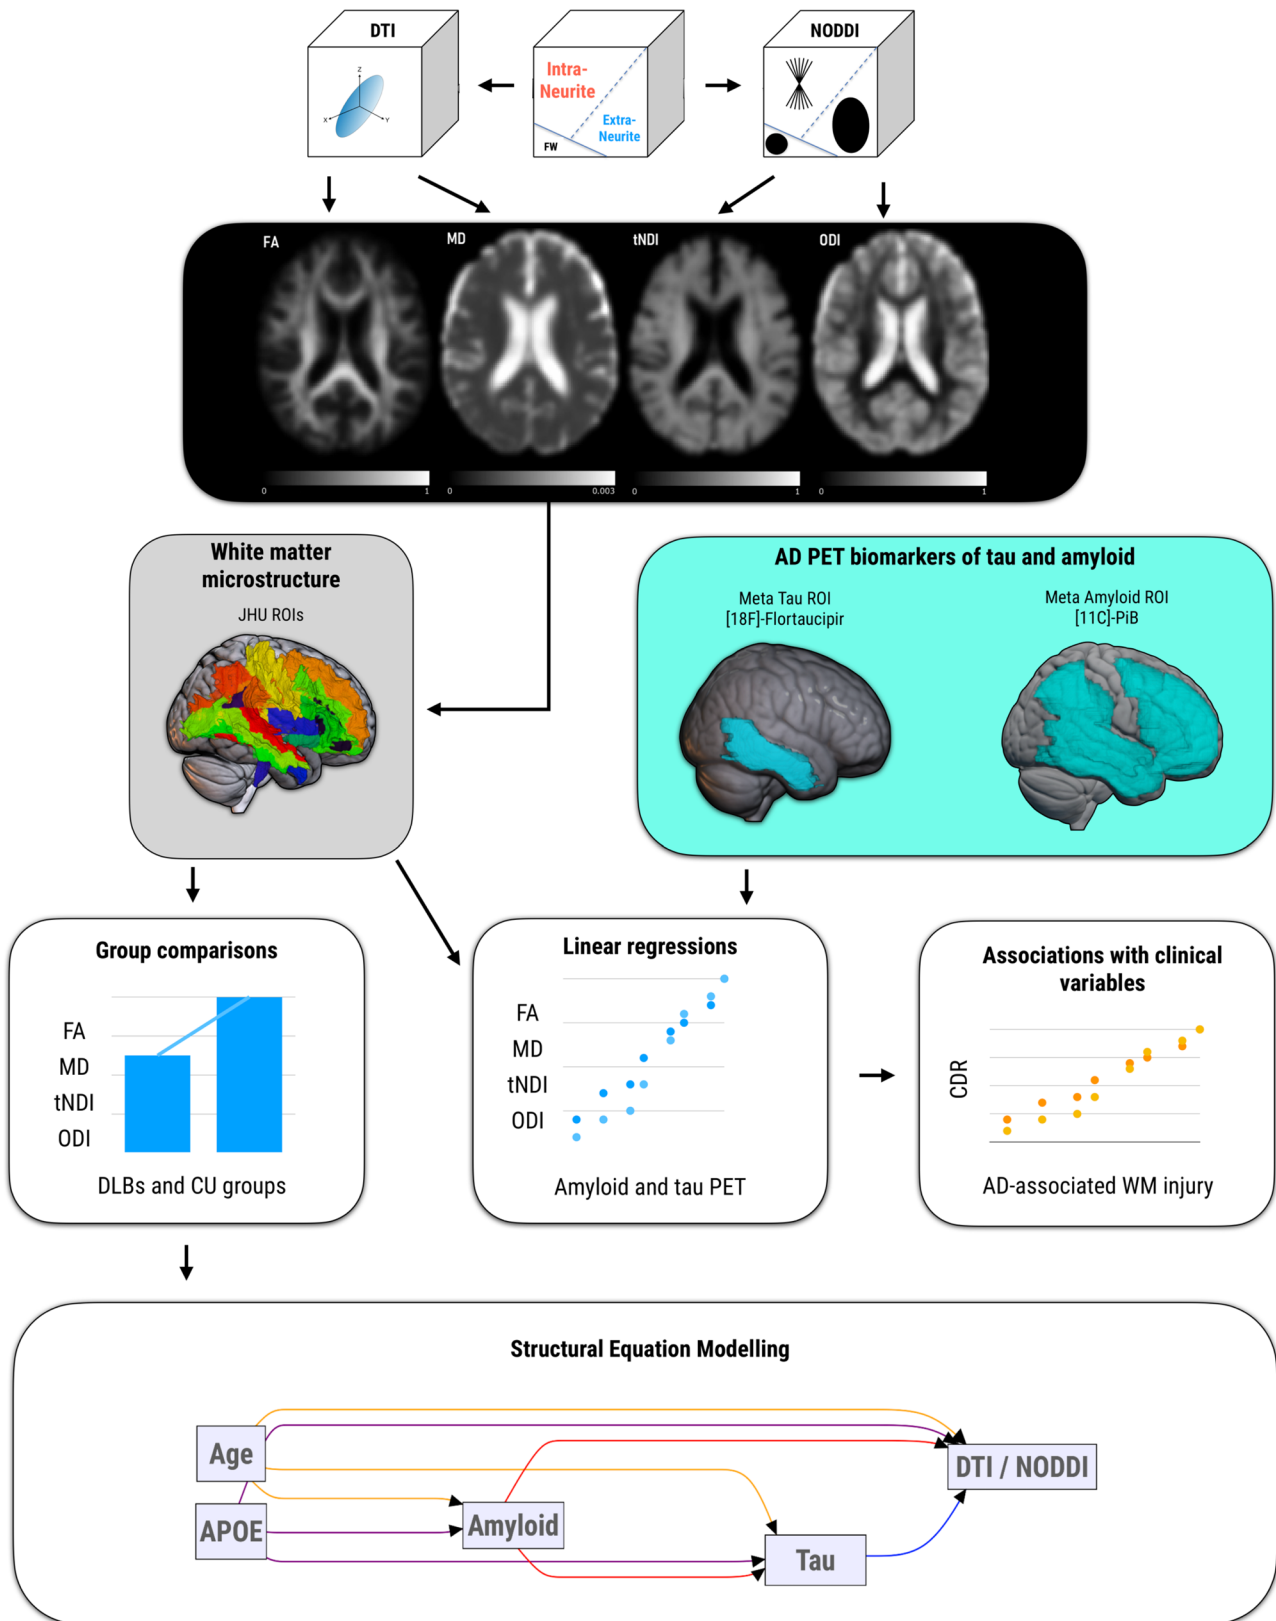 DTI
NODDI
Z
X
Y
Intra-
Neurite
Extra-
Neurite
FW
FA
MD
tNDI
ODI
0
1
0
0.003
0
1
0
1
White matter
microstructure
JHU ROIs
AD PET biomarkers of tau and amyloid
Meta Tau ROI
[18F]-Flortaucipir
Meta Amyloid ROI
[11C]-PiB
Group comparisons
FA
MD
tNDI
ODI
DLBs and CU groups
Linear regressions
FA
MD
tNDI
ODI
Amyloid and tau PET
Associations with clinical
variables
CDR
AD-associated WM injury
Structural Equation Modelling
Age
APOE
Amyloid
Tau
DTI / NODDI